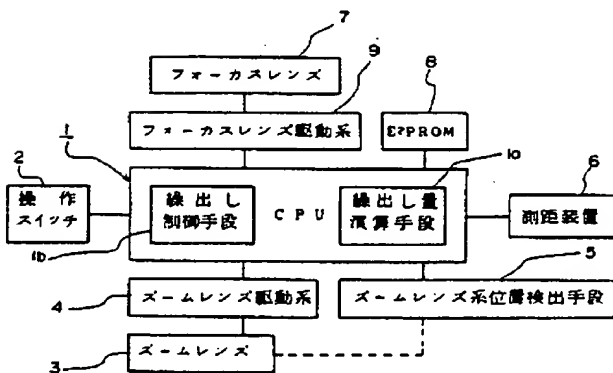 7
フォーカスレンズ
9
8
フォーカスレンズ駆動系
E²PROM
1
1a
2
6
操作
スイッチ
繰出し
制御手段
CPU
繰出し量
演算手段
測距装置
1b
5
4
ズームレンズ駆動系
ズームレンズ系位置検出手段
3
ズームレンズ